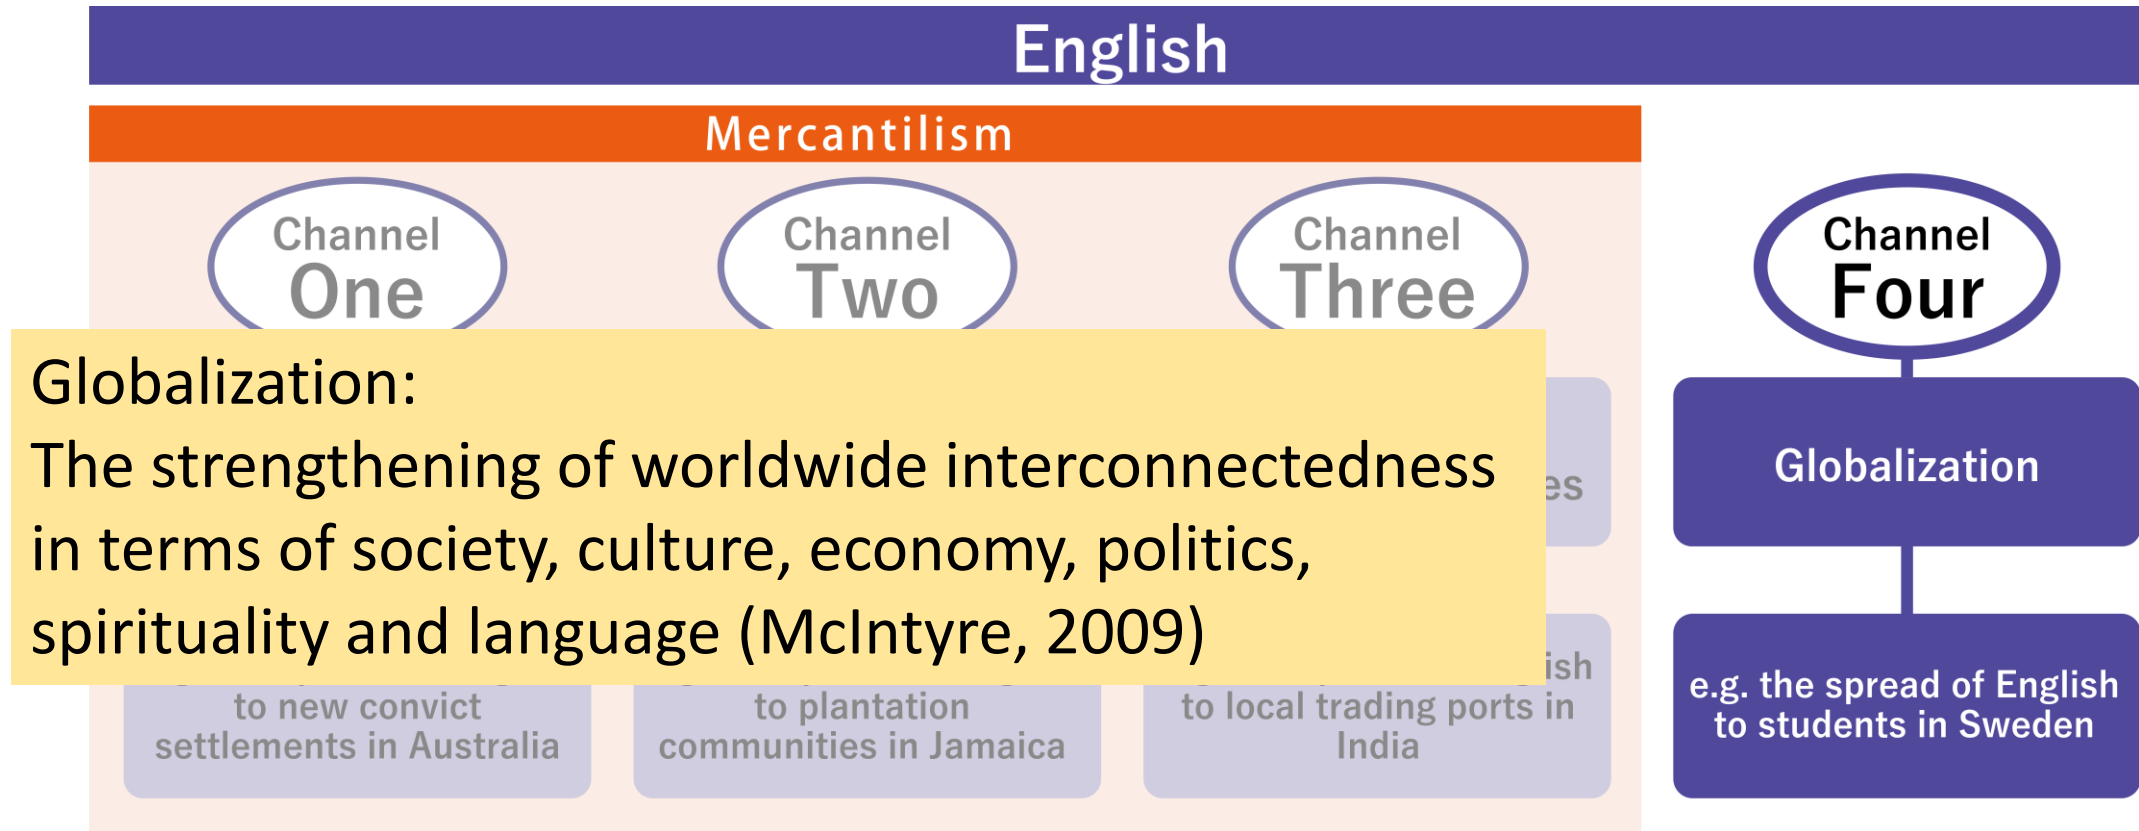 English
Mercantilism
Channel
One
Channel
Two
Channel
Three
Channel
Four
Globalization:
The strengthening of worldwide interconnectedness
in terms of society, culture, economy, politics,
spirituality and language (McIntyre, 2009)
es
Globalization
to new convict
settlements in Australia
to plantation
communities in Jamaica
ish
to local trading ports in
India
e.g. the spread of English
to students in Sweden